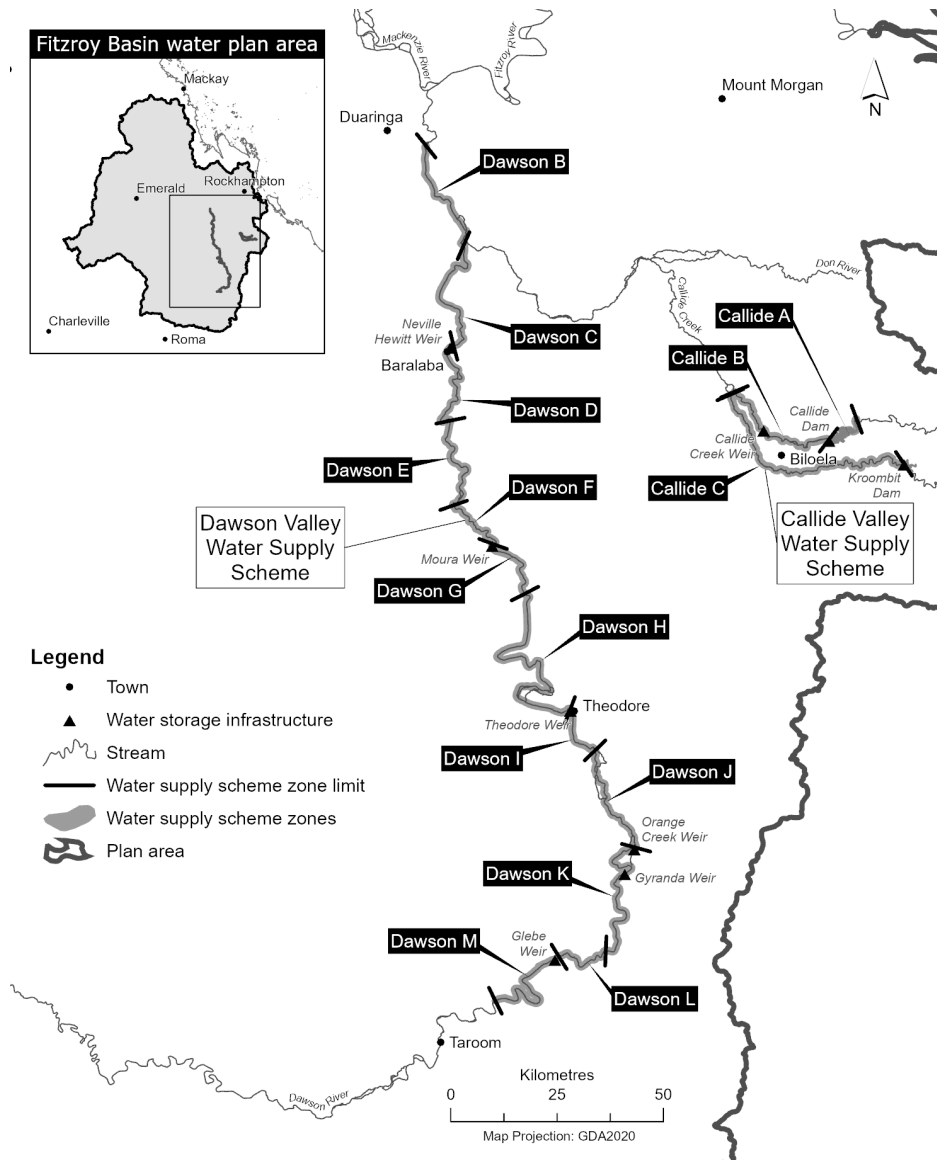 Fitzroy Basin water plan area
Mackay
Emerald
Rockhampton
Charleville
Roma
Mackenzie River
Fitzroy River
Duaringa
Mount Morgan
N
Dawson B
Don River
Callide Creek
Neville
Hewitt Weir
Baralaba
Dawson C
Callide A
Callide B
Dawson D
Callide
Dam
Callide
Creek Weir
Biloela
Dawson E
Dawson F
Callide C
Kroombit
Dam
Dawson Valley
Water Supply
Scheme
Callide Valley
Water Supply
Scheme
Moura Weir
Dawson G
Dawson H
Legend
Town
Water storage infrastructure
Stream
Water supply scheme zone limit
Water supply scheme zones
Plan area
Theodore
Theodore Weir
Dawson I
Dawson J
Orange
Creek Weir
Dawson K
Gyranda Weir
Dawson M
Glebe
Weir
Dawson L
Taroom
Dawson River
Kilometres
0 25 50
Map Projection: GDA2020